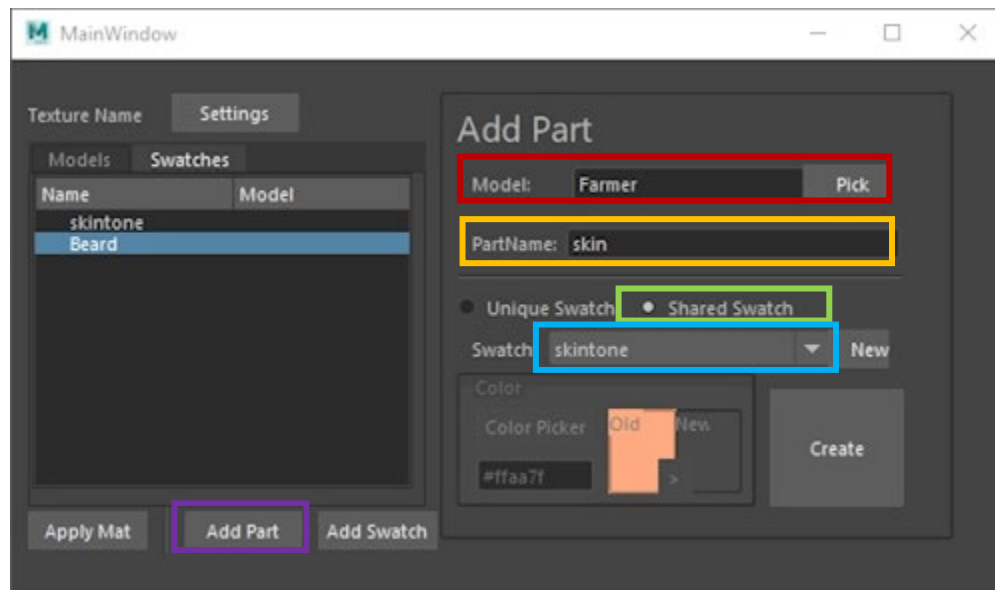 MainWindow
Texture Name Settings
Models Swatches
Name Model
skintone
Beard
Apply Mat Add Part Add Swatch
Add Part
Model: Farmer Pick
PartName: skin
Unique Swatch Shared Swatch
Swatch skintone New
Color
Color Picker Old New
#ffaa7f >
Create